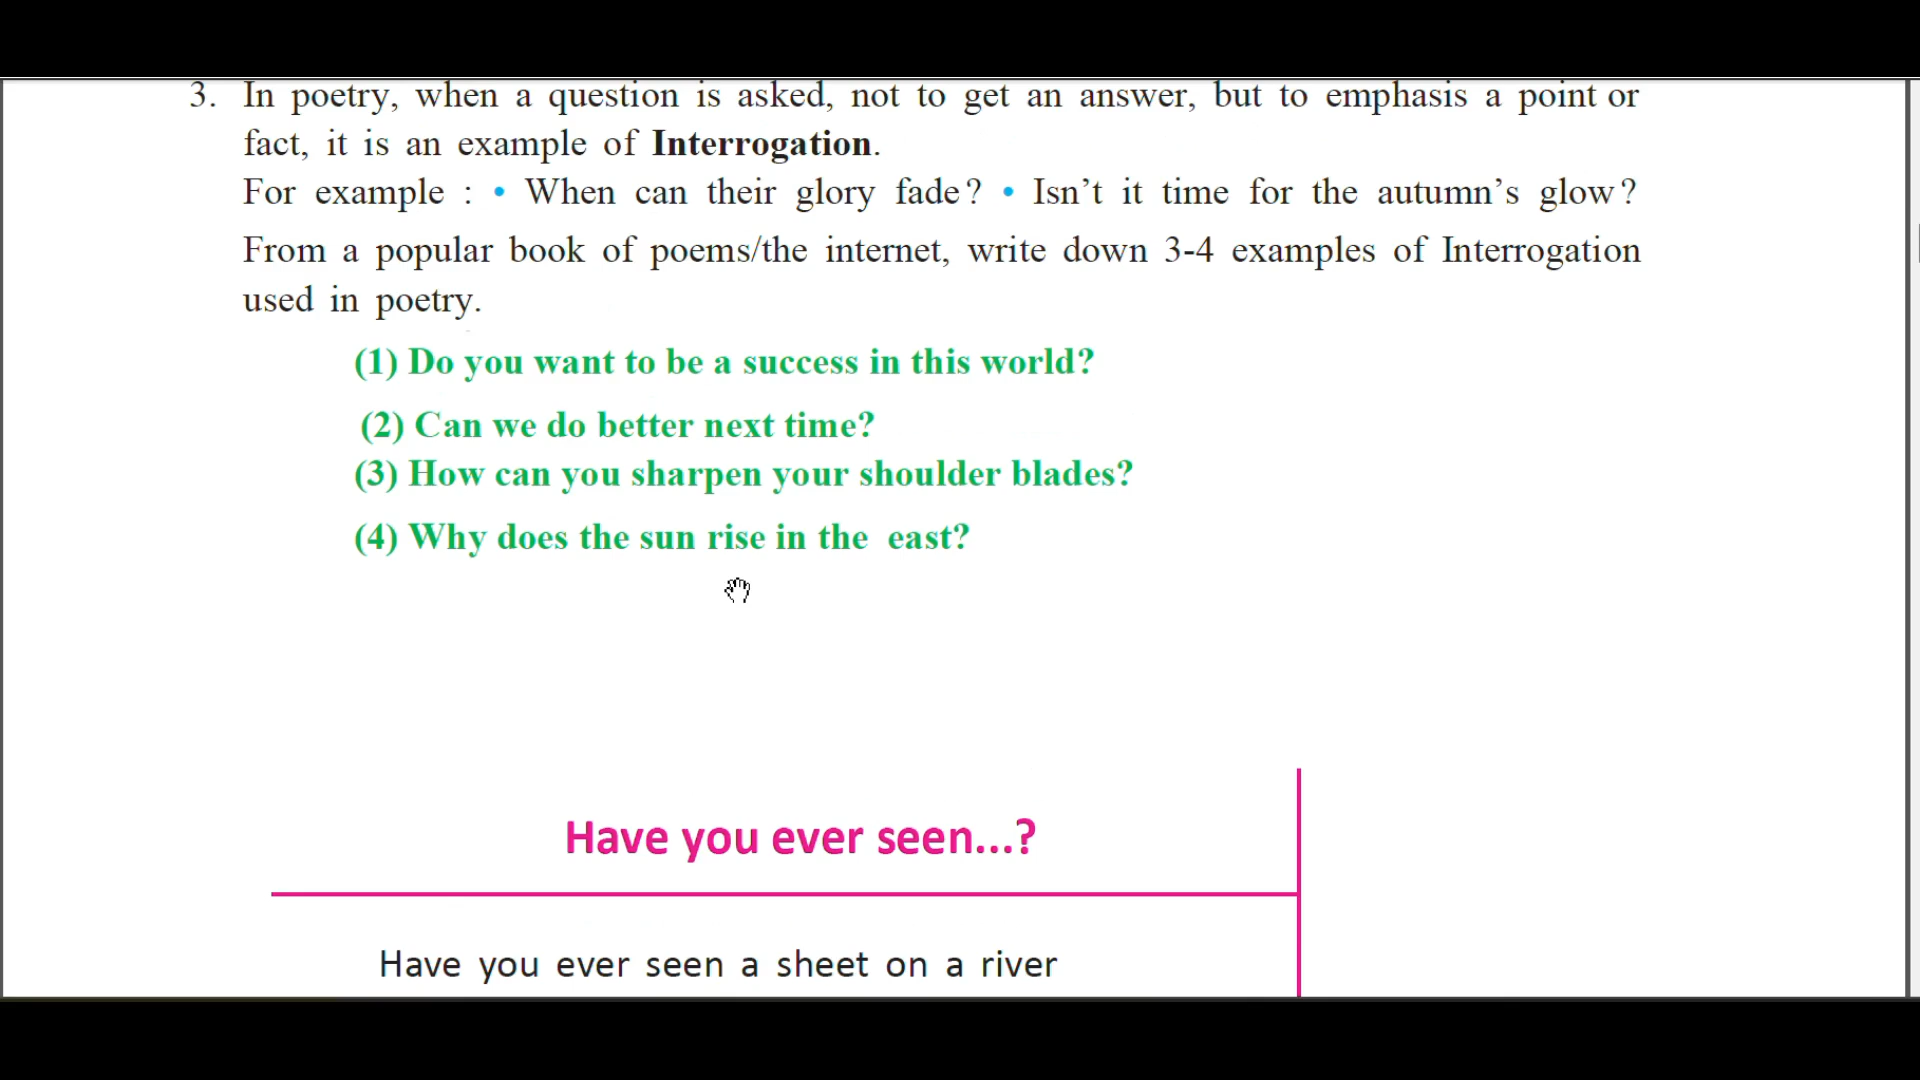 3. In poetry, when a question is asked, not to get an answer, but to emphasis a point or
fact, it is an example of Interrogation.
For example : • When can their glory fade? • Isn’t it time for the autumn’s glow?
From a popular book of poems/the internet, write down 3-4 examples of Interrogation
used in poetry.
(1) Do you want to be a success in this world?
(2) Can we do better next time?
(3) How can you sharpen your shoulder blades?
(4) Why does the sun rise in the east?
Have you ever seen...?
Have you ever seen a sheet on a river